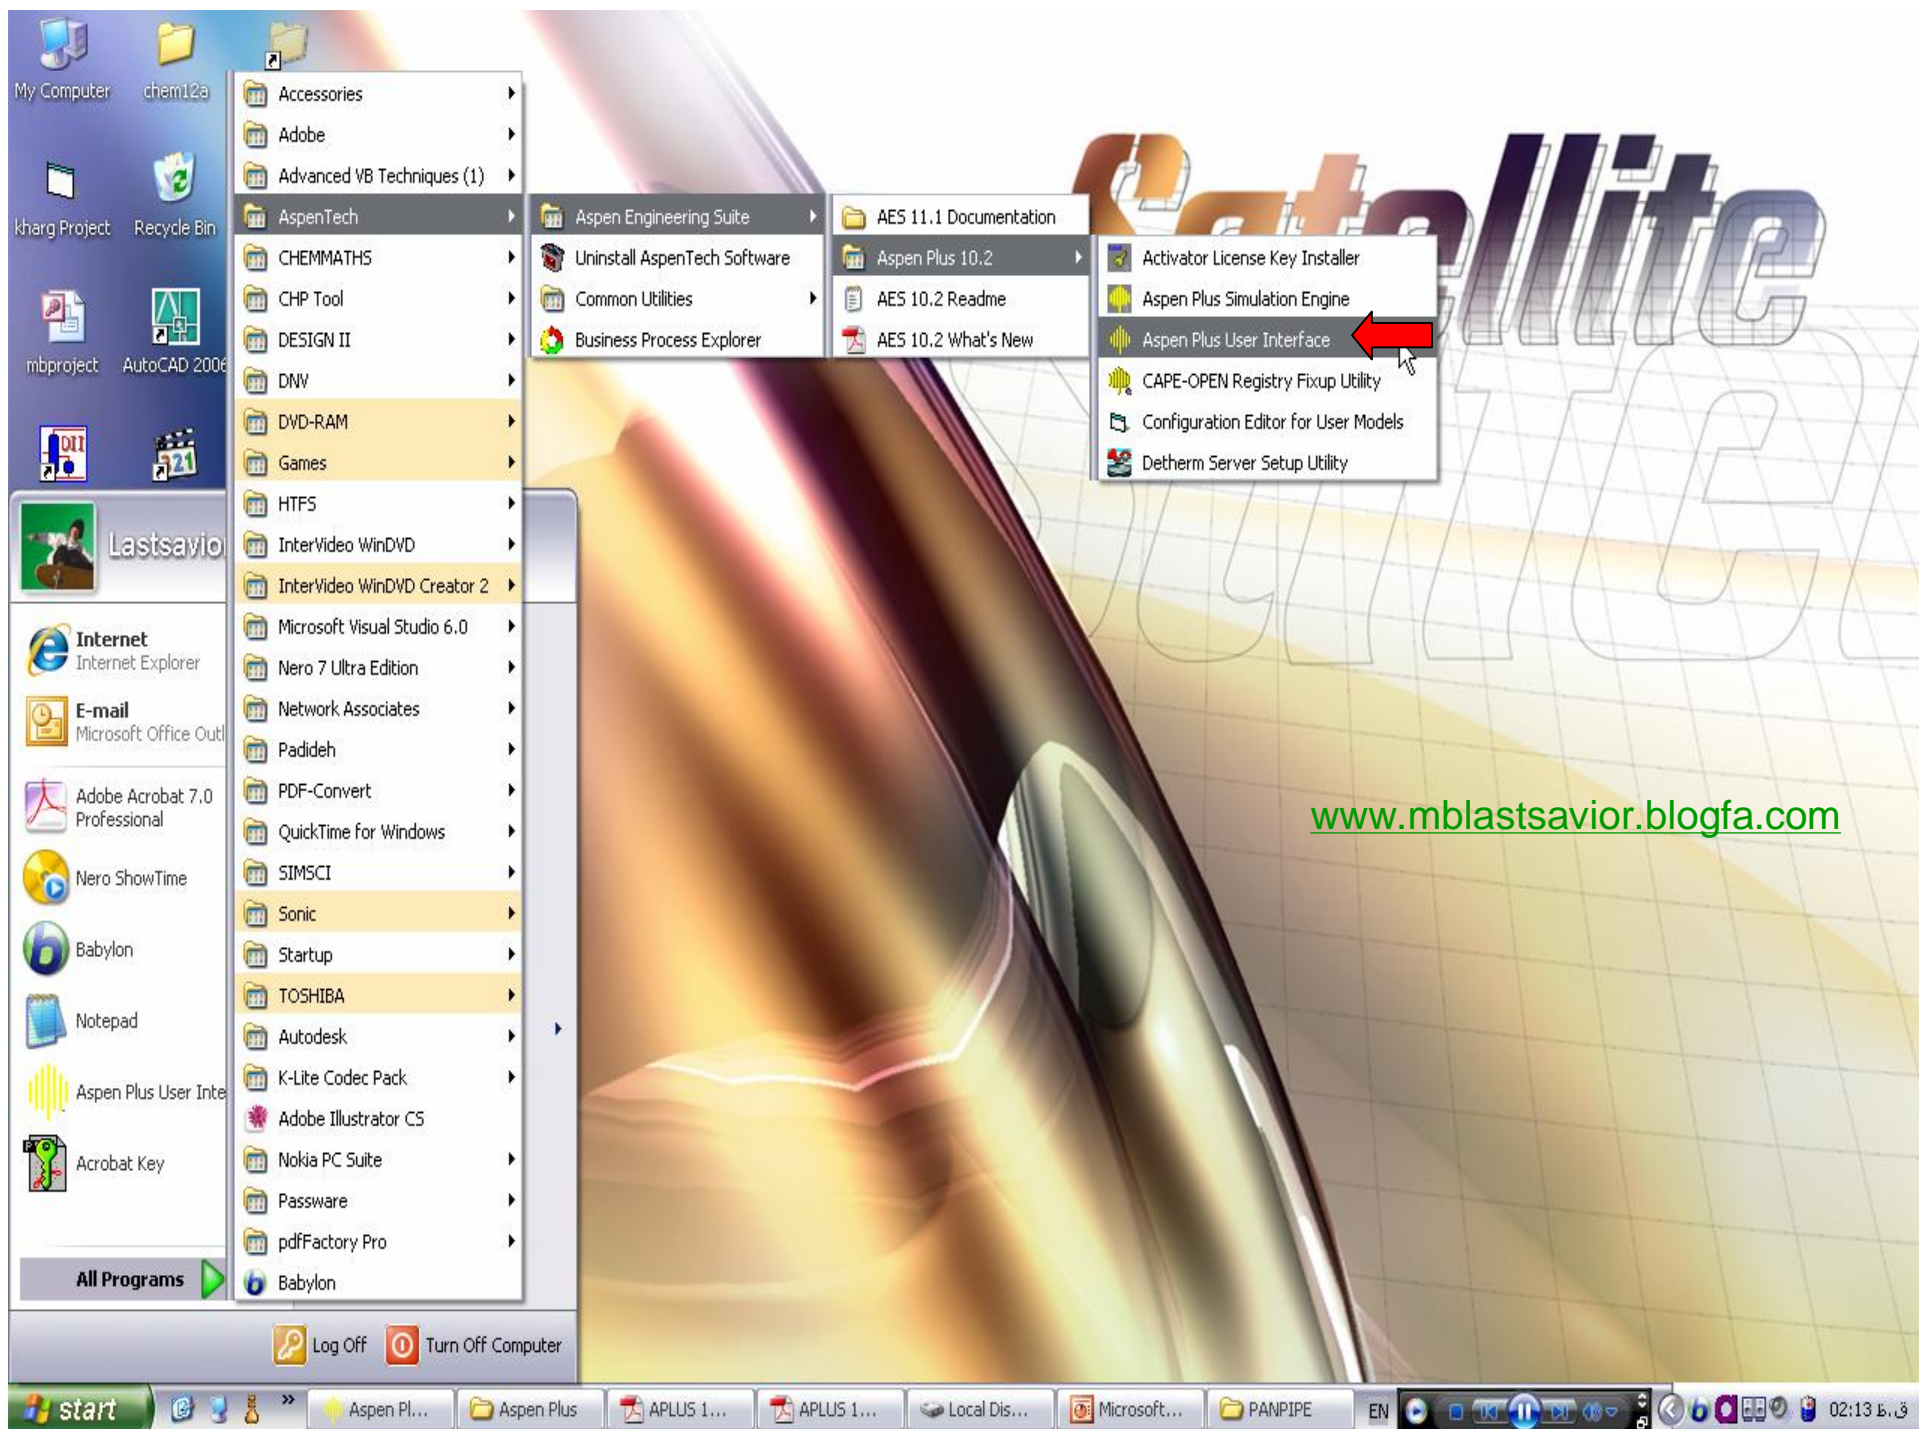 My Computer
chem12a
kharg Project
Recycle Bin
mbproject
AutoCAD 2006
DII
321
Lastsavior
Internet
Internet Explorer
E-mail
Microsoft Office Outl
Adobe Acrobat 7.0
Professional
Nero ShowTime
Babylon
Notepad
Aspen Plus User Inte
Acrobat Key
All Programs
Accessories
Adobe
Advanced VB Techniques (1)
AspenTech
CHEMMATHS
CHP Tool
DESIGN II
DNV
DVD-RAM
Games
HTFS
InterVideo WinDVD
InterVideo WinDVD Creator 2
Microsoft Visual Studio 6.0
Nero 7 Ultra Edition
Network Associates
Padideh
PDF-Convert
QuickTime for Windows
SIMSCI
Sonic
Startup
TOSHIBA
Autodesk
K-Lite Codec Pack
Adobe Illustrator CS
Nokia PC Suite
Passware
pdfFactory Pro
Babylon
Aspen Engineering Suite
Uninstall AspenTech Software
Common Utilities
Business Process Explorer
AES 11.1 Documentation
Aspen Plus 10.2
AES 10.2 Readme
AES 10.2 What's New
Activator License Key Installer
Aspen Plus Simulation Engine
Aspen Plus User Interface
CAPE-OPEN Registry Fixup Utility
Configuration Editor for User Models
Detherm Server Setup Utility
Satellite
www.mblastsavior.blogfa.com
Log Off
Turn Off Computer
start
»
Aspen Pl...
Aspen Plus
APLUS 1...
APLUS 1...
Local Dis...
Microsoft...
PANPIPE
EN
02:13 ق.ظ